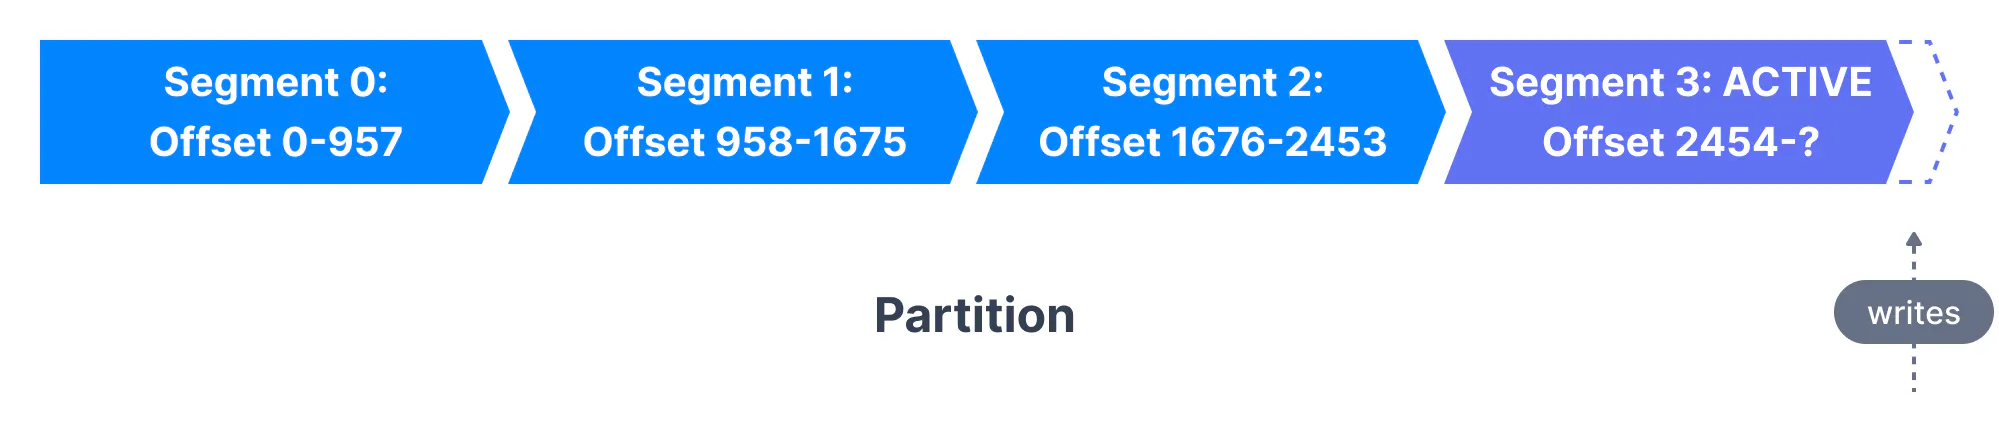 Segment 0:
Offset 0-957
Segment 1:
Offset 958-1675
Segment 2:
Offset 1676-2453
Segment 3: ACTIVE
Offset 2454-?
Partition
writes